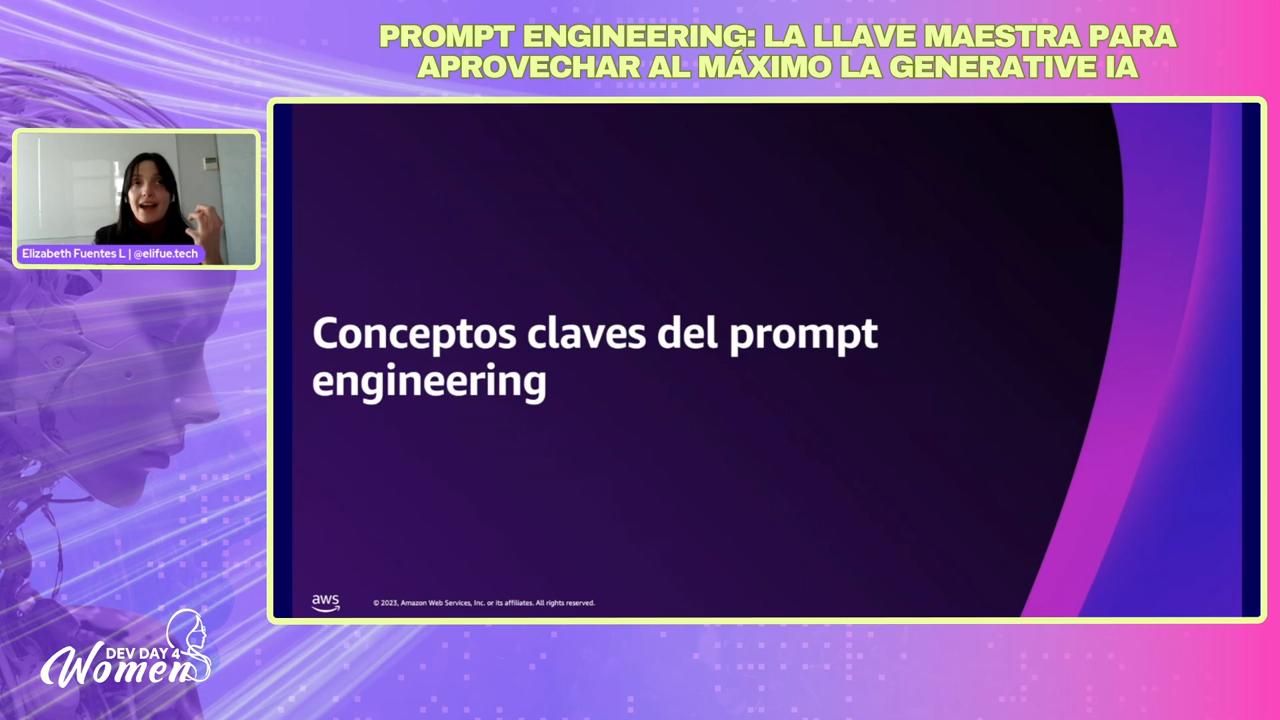 PROMPT ENGINEERING: LA LLAVE MAESTRA PARA
APROVECHAR AL MÁXIMO LA GENERATIVE IA
Elizabeth Fuentes L | @elifue.tech
Conceptos claves del prompt
engineering
aws
© 2023, Amazon Web Services, Inc. or its affiliates. All rights reserved.
DEV DAY 4
Women